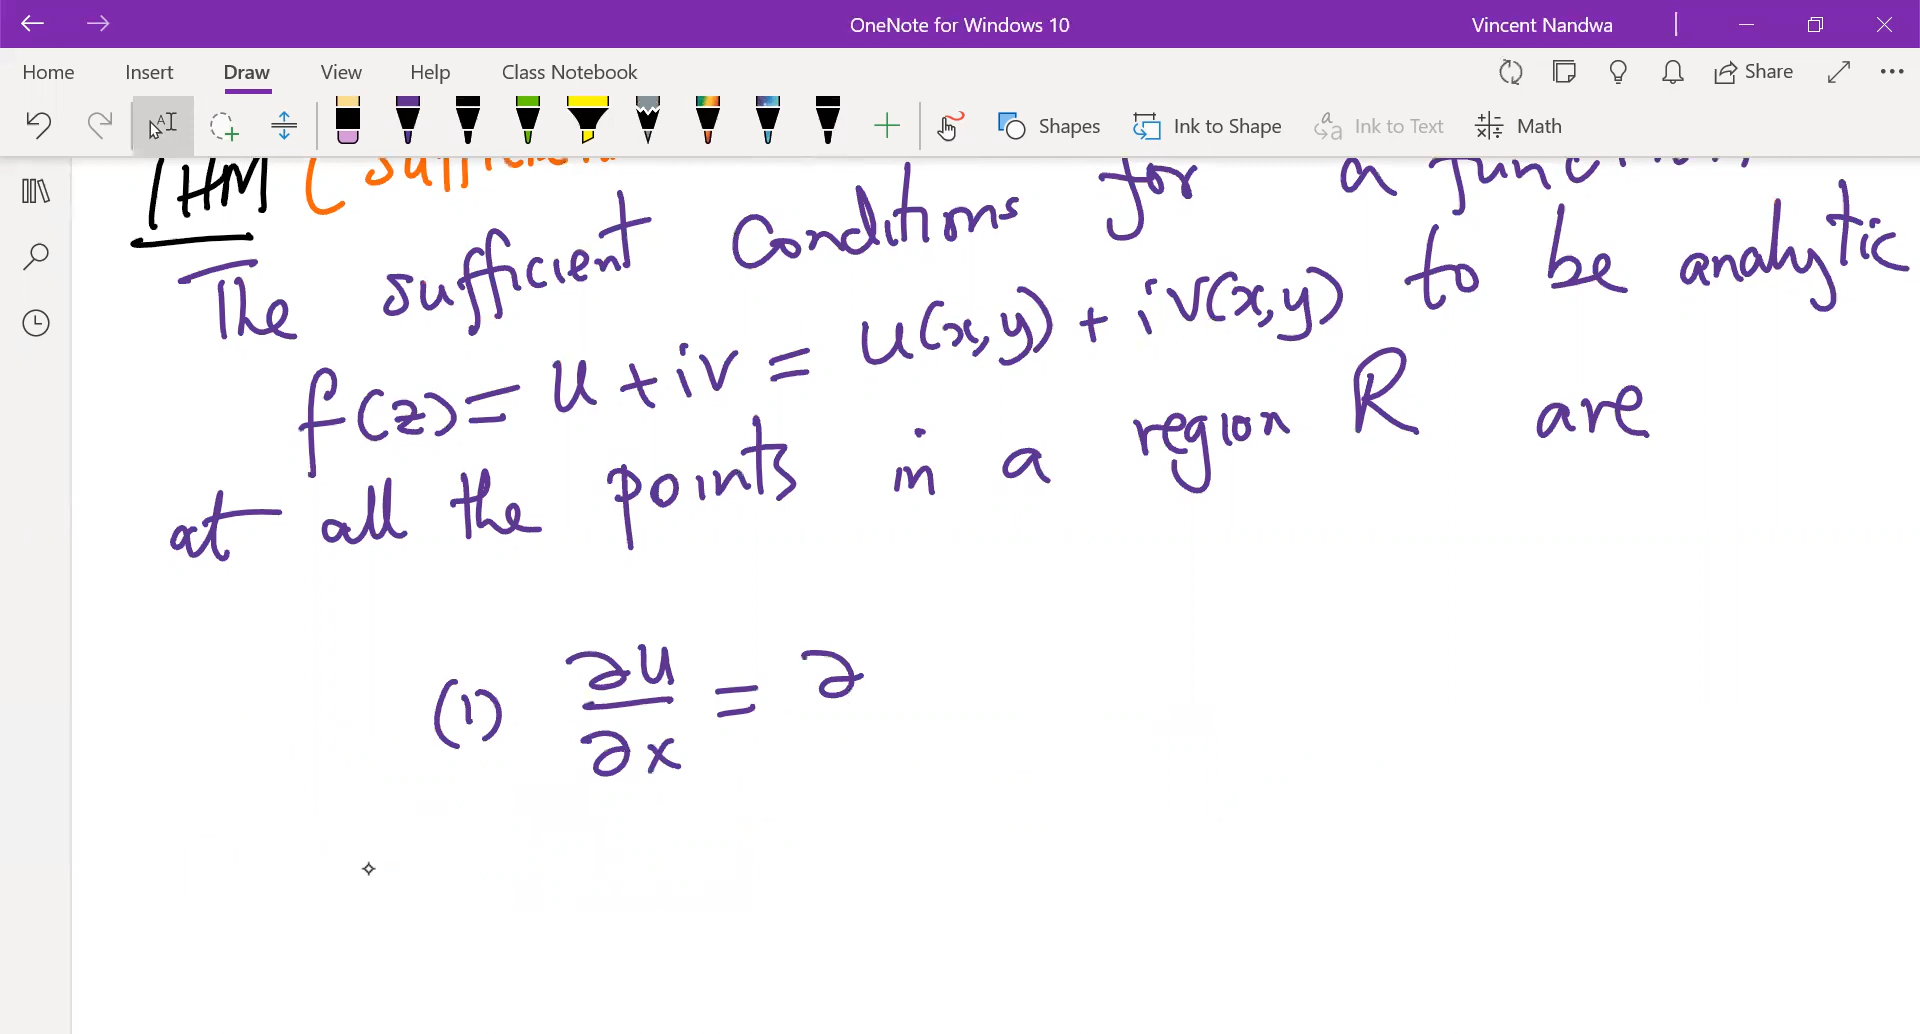 OneNote for Windows 10
Vincent Nandwa
Home Insert Draw View Help Class Notebook Share
Shapes Ink to Shape Ink to Text Math
THM (
The sufficient conditions for a function
f(z) = u + iv = u(x,y) + iv(x,y) to be analytic
at all the points in a region R are
(1) ∂u/∂x = ∂